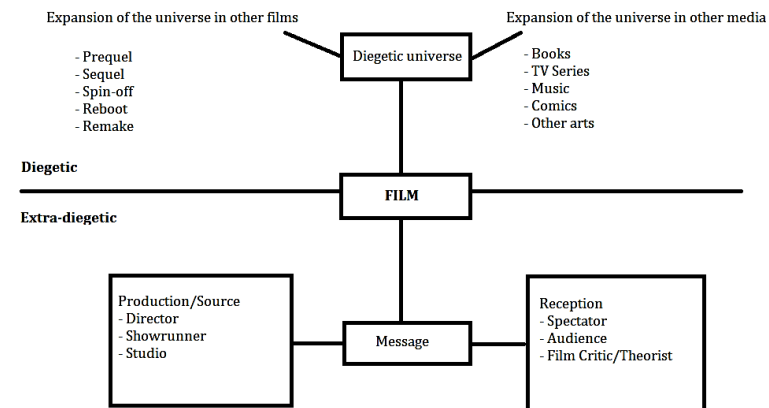 Expansion of the universe in other films
- Prequel
- Sequel
- Spin-off
- Reboot
- Remake
Diegetic universe
Expansion of the universe in other media
- Books
- TV Series
- Music
- Comics
- Other arts
Diegetic
FILM
Extra-diegetic
Production/Source
- Director
- Showrunner
- Studio
Message
Reception
- Spectator
- Audience
- Film Critic/Theorist